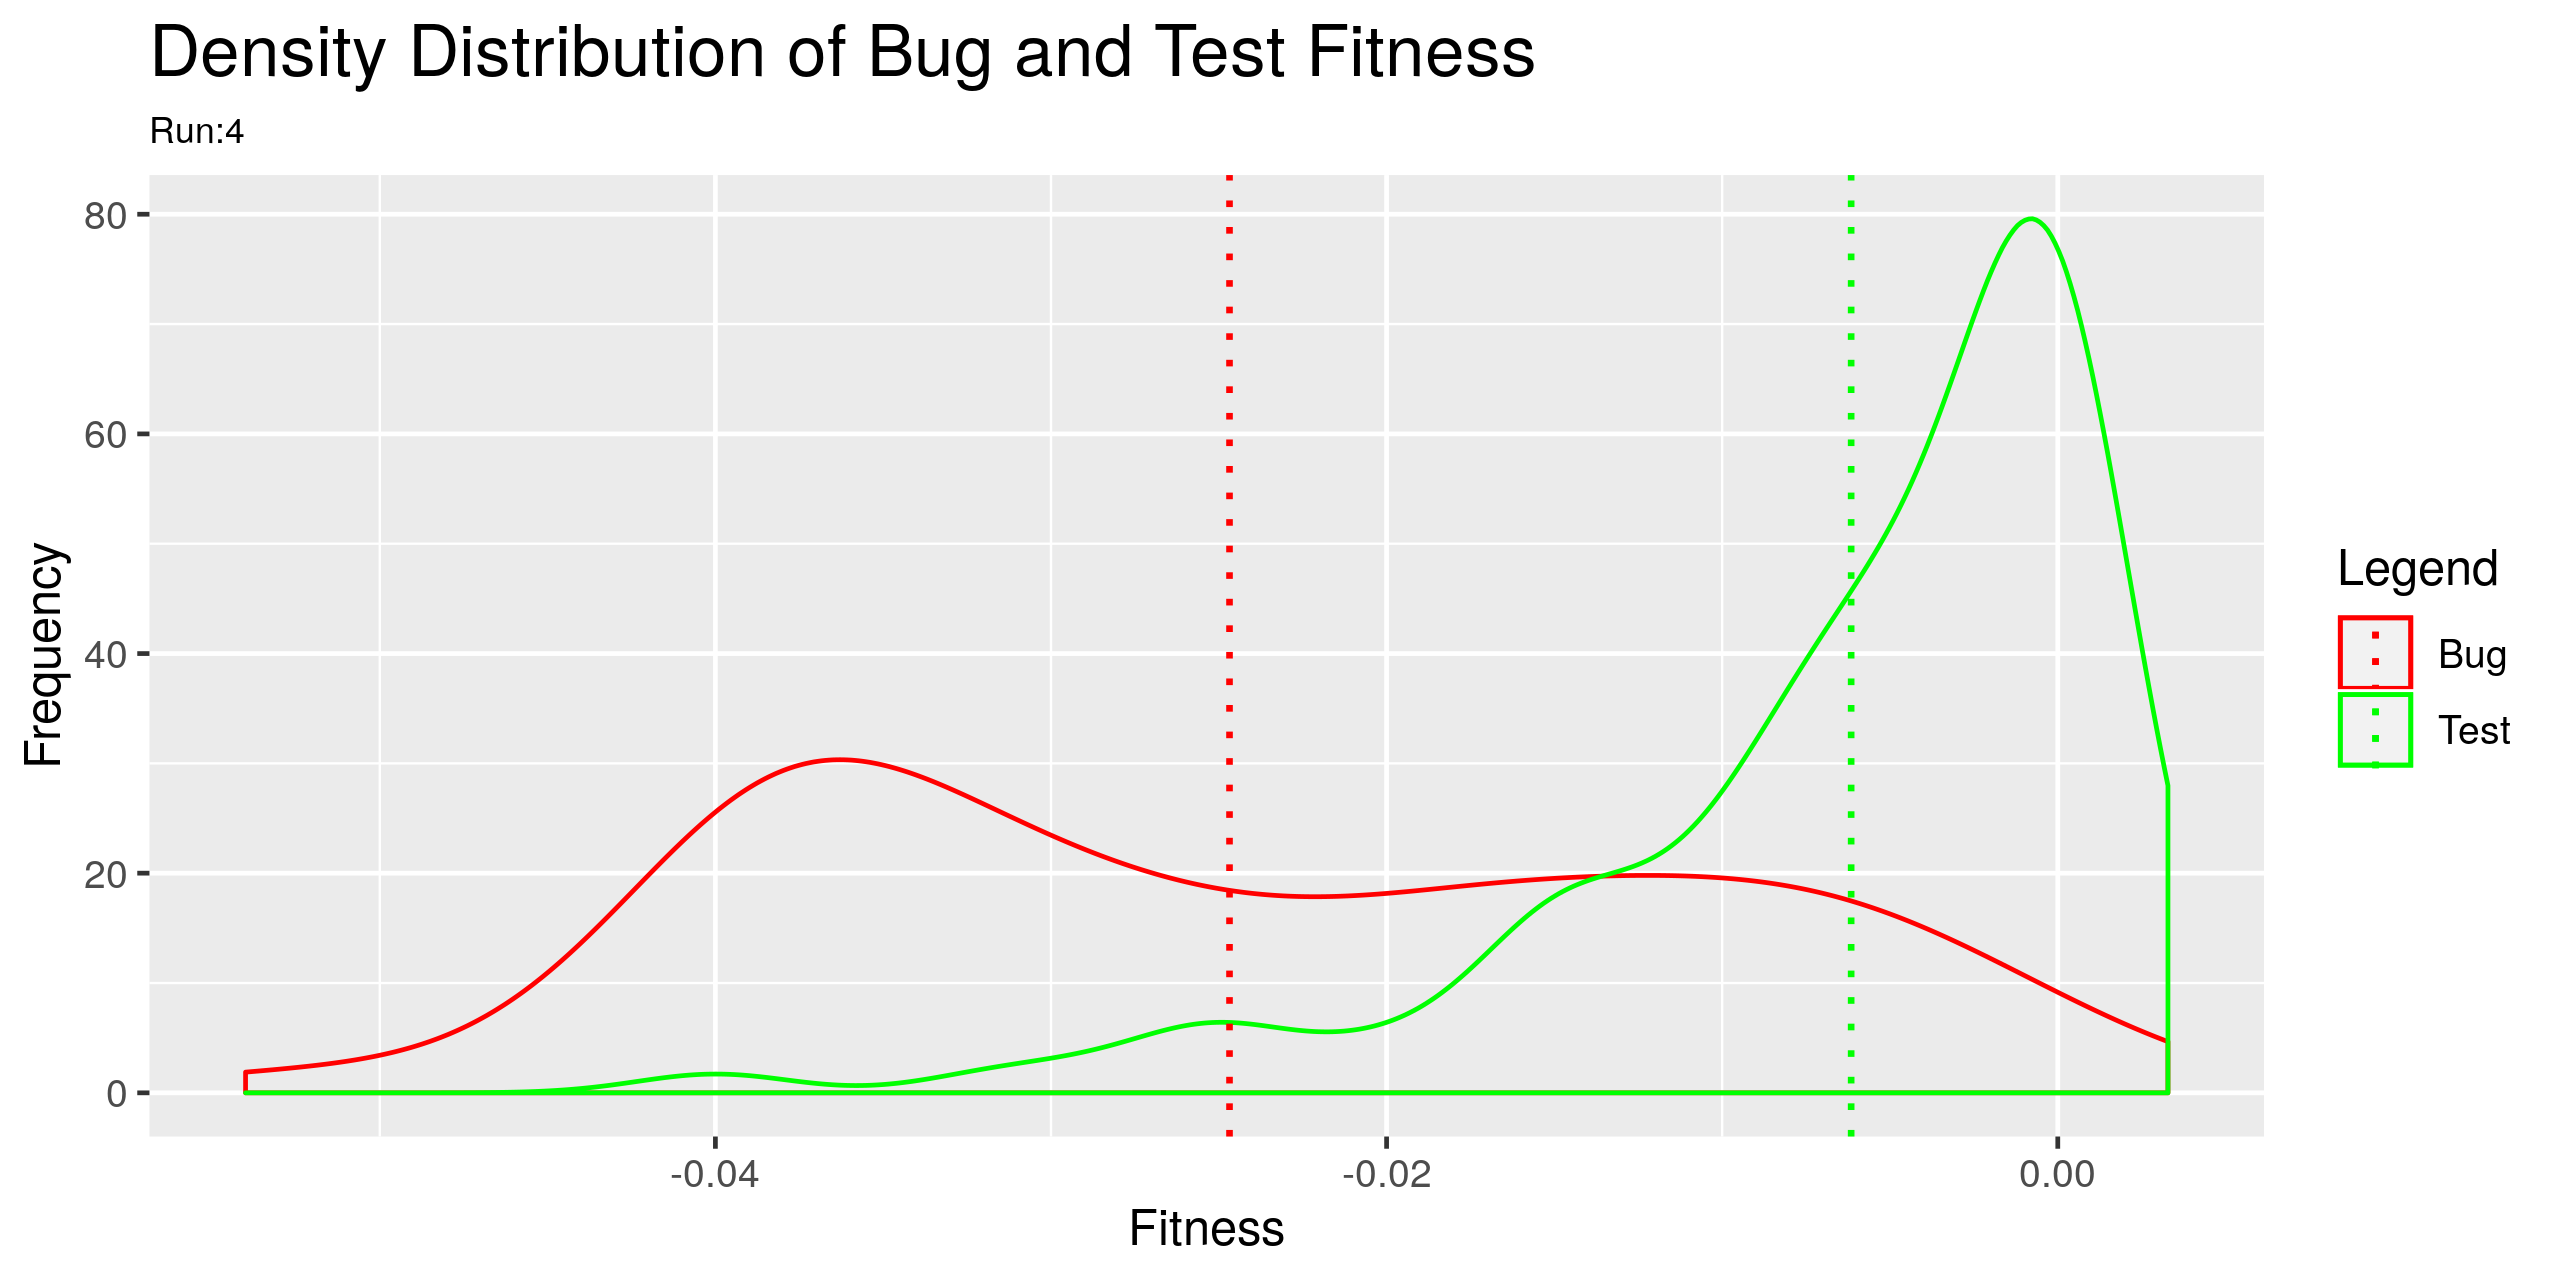 Density Distribution of Bug and Test Fitness
Run:4
80
60
40
20
0
Frequency
-0.04
-0.02
0.00
Fitness
Legend
Bug
Test